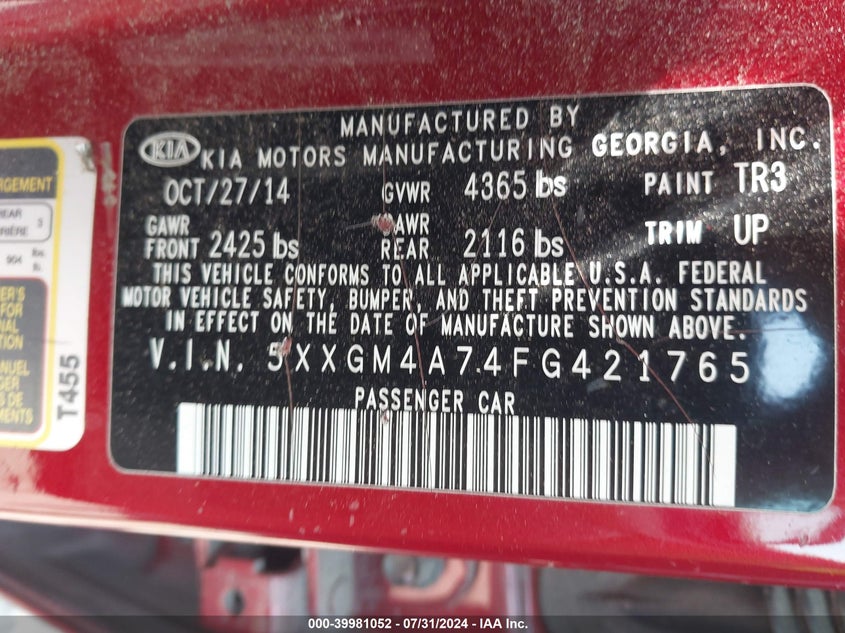 MANUFACTURED BY
KIA KIA MOTORS MANUFACTURING GEORGIA, INC.
OCT/27/14 GVWR 4365 lbs PAINT TR3
GAWR FRONT 2425 lbs GAWR REAR 2116 lbs TRIM UP
THIS VEHICLE CONFORMS TO ALL APPLICABLE U.S.A. FEDERAL
MOTOR VEHICLE SAFETY, BUMPER, AND THEFT PREVENTION STANDARDS
IN EFFECT ON THE DATE OF MANUFACTURE SHOWN ABOVE.
V.I.N. 5XXGM4A74FG421765
PASSENGER CAR
T455
904
000-39981052 / 07/31/2024 - IAA Inc.